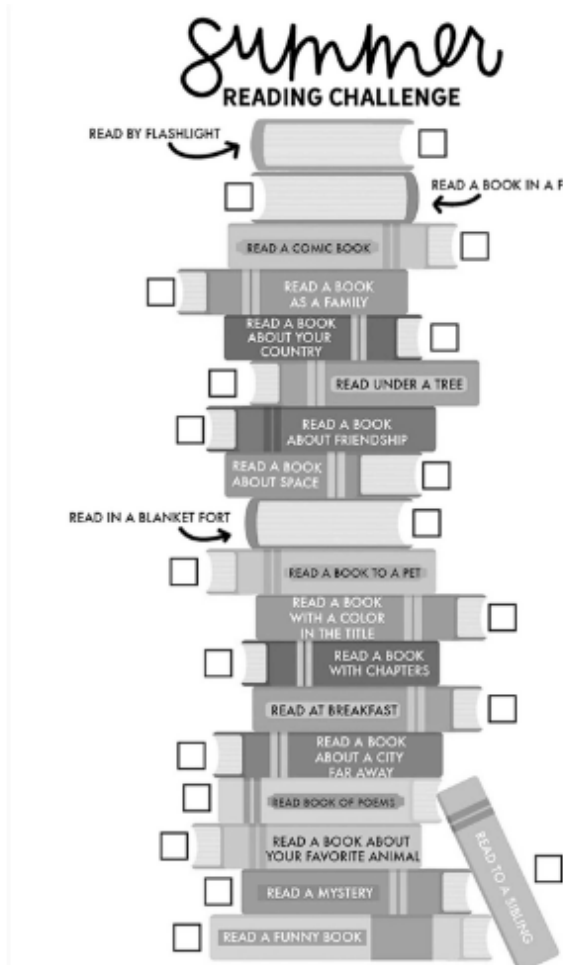 summer
READING CHALLENGE
READ BY FLASHLIGHT
READ A BOOK IN A F
READ A COMIC BOOK
READ A BOOK
AS A FAMILY
READ A BOOK
ABOUT YOUR
COUNTRY
READ UNDER A TREE
READ A BOOK
ABOUT FRIENDSHIP
READ A BOOK
ABOUT SPACE
READ IN A BLANKET FORT
READ A BOOK TO A PET
READ A BOOK
WITH A COLOR
IN THE TITLE
READ A BOOK
WITH CHAPTERS
READ AT BREAKFAST
READ A BOOK
ABOUT A CITY
FAR AWAY
READ BOOK OF POEMS
READ A BOOK ABOUT
YOUR FAVORITE ANIMAL
READ TO A SIBLING
READ A MYSTERY
READ A FUNNY BOOK